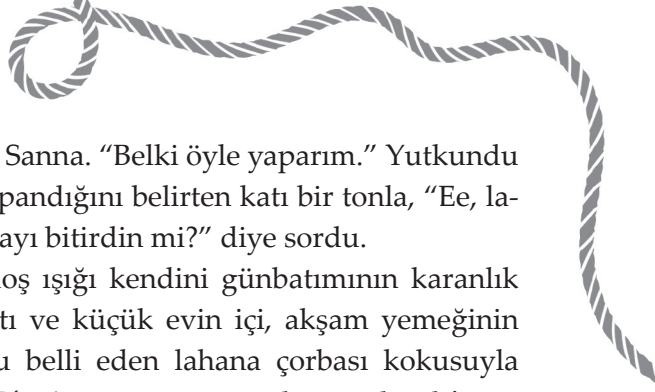 Sanna. “Belki öyle yaparım.” Yutkundu
pandığını belirten katı bir tonla, “Ee, la-
ayı bitirdin mi?” diye sordu.
loş ışığı kendini günbatımının karanlık
tı ve küçük evin içi, akşam yemeğinin
u belli eden lahana çorbası kokusuyla